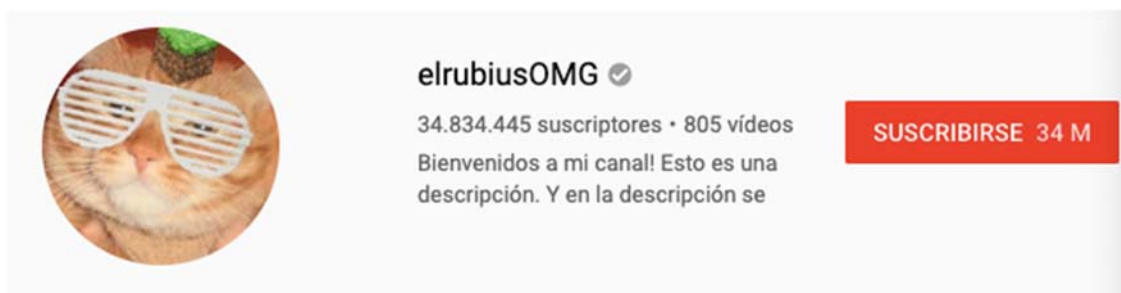 elrubiusOMG
34.834.445 suscriptores • 805 vídeos
Bienvenidos a mi canal! Esto es una
descripción. Y en la descripción se
SUSCRIBIRSE 34 M